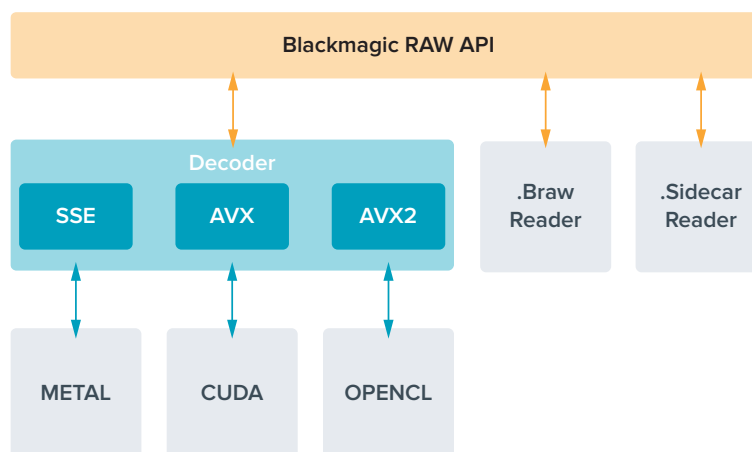 Blackmagic RAW API
Decoder
SSE
AVX
AVX2
.Braw
Reader
.Sidecar
Reader
METAL
CUDA
OPENCL